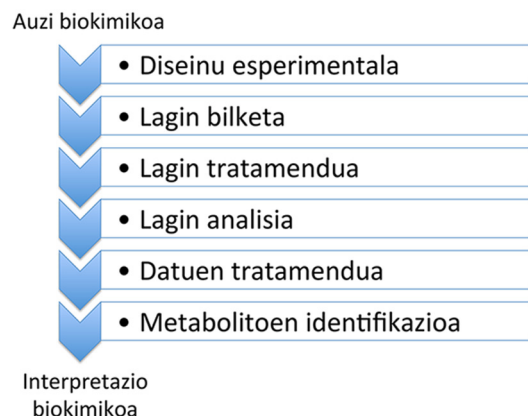 Auzi biokimikoa
• Diseinu esperimentala
• Lagin bilketa
• Lagin tratamendua
• Lagin analisia
• Datuen tratamendua
• Metabolitoen identifikazioa
Interpretazio
biokimikoa